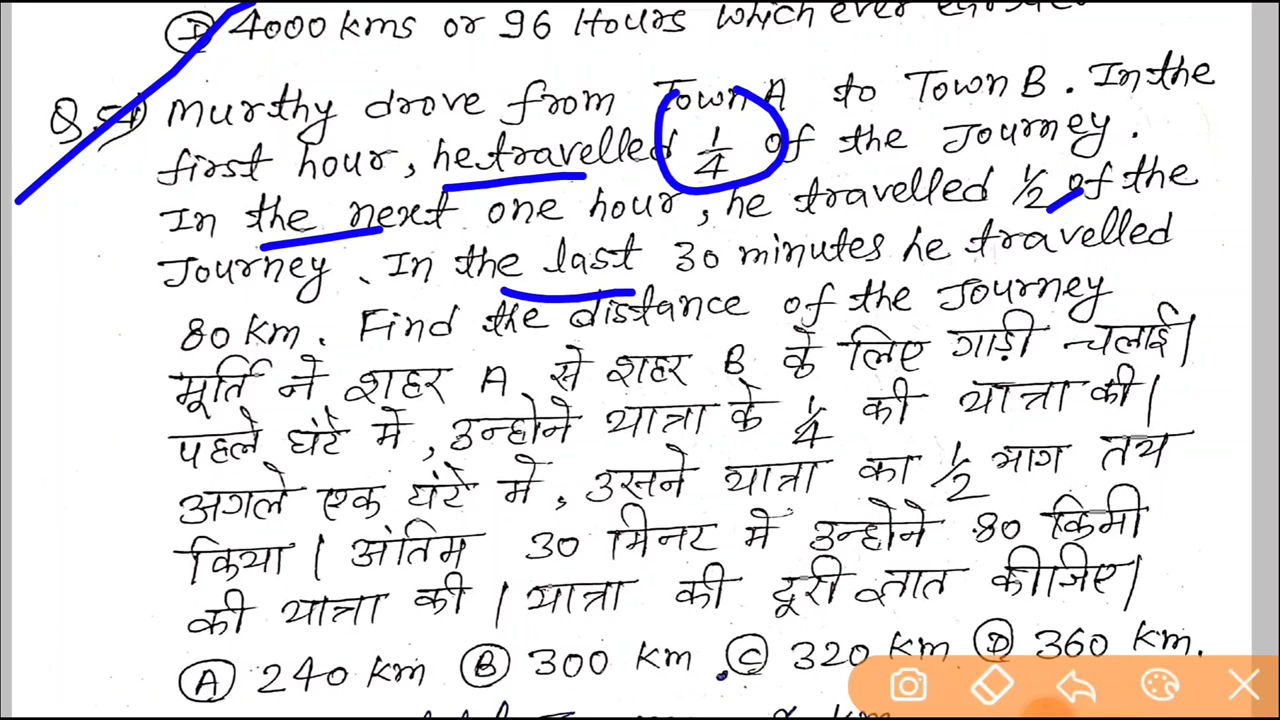 (D) 4000 kms or 96 Hours which ever
Q.54) Murthy drove from Town A to Town B. In the
first hour, he travelled 1/4 of the Journey.
In the next one hour, he travelled 1/2 of the
Journey. In the last 30 minutes he travelled
80 km. Find the distance of the Journey
मूर्ति ने शहर A से शहर B के लिए गाड़ी चलाई।
पहले घंटे में, उन्होने यात्रा के 1/4 की यात्रा की।
अगले एक घंटे में, उसने यात्रा का 1/2 भाग तय
किया। अंतिम 30 मिनट में उन्होने 80 किमी
की यात्रा की। यात्रा की दूरी ज्ञात कीजिए।
(A) 240 km (B) 300 km (C) 320 km (D) 360 km.